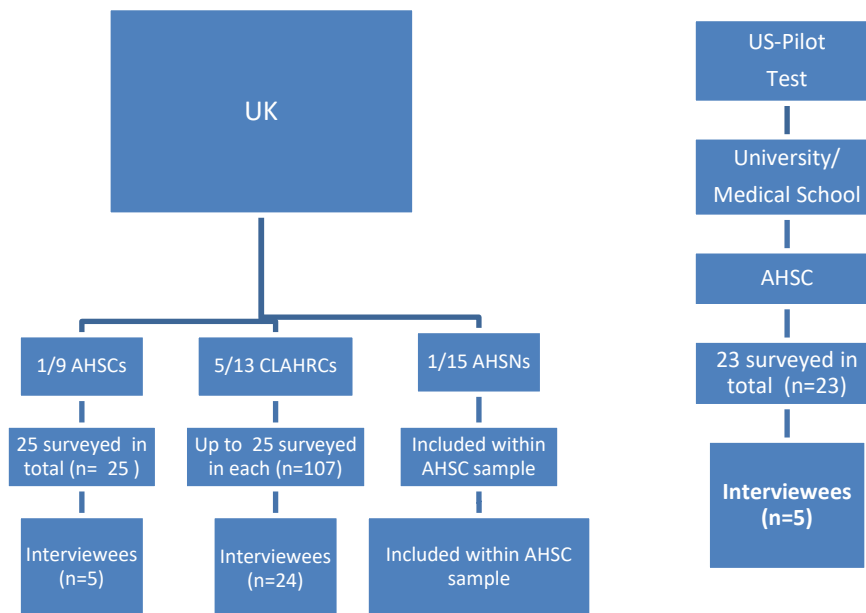 UK
1/9 AHSCs
25 surveyed in
total (n= 25 )
Interviewees
(n=5)
5/13 CLAHRCs
Up to 25 surveyed
in each (n=107)
Interviewees
(n=24)
1/15 AHSNs
Included within
AHSC sample
Included within AHSC
sample
US-Pilot
Test
University/
Medical School
AHSC
23 surveyed in
total (n=23)
Interviewees
(n=5)